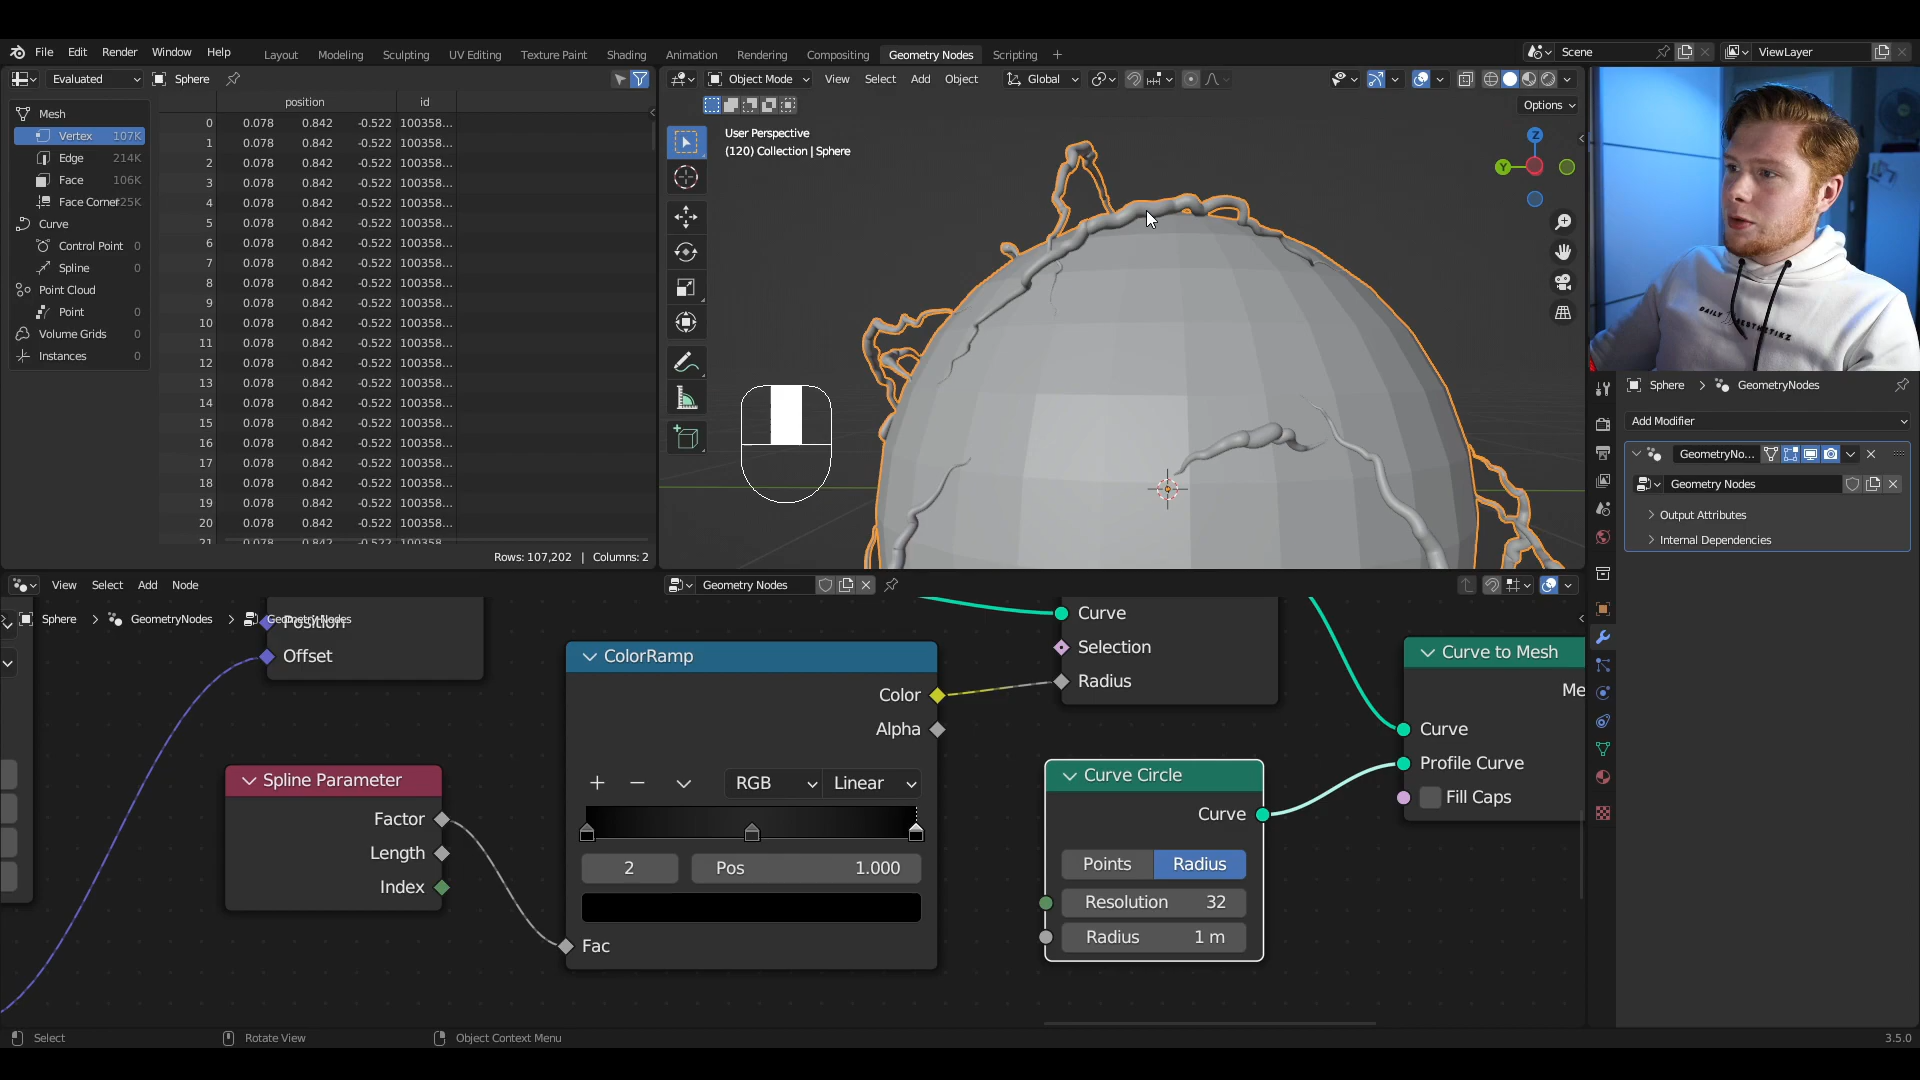 File Edit Render Window Help Layout Modeling Sculpting UV Editing Texture Paint Shading Animation Rendering Compositing Geometry Nodes Scripting + Scene ViewLayer
Evaluated Sphere Object Mode View Select Add Object Global
Options
position id
Mesh
Vertex 107K
Edge 214K
Face 106K
Face Corner
Curve
Control Point 0
Spline 0
Point Cloud
Point 0
Volume Grids 0
Instances 0
0 0.078 0.842 -0.522 100358...
1 0.078 0.842 -0.522 100358...
2 0.078 0.842 -0.522 100358...
3 0.078 0.842 -0.522 100358...
4 0.078 0.842 -0.522 100358...
5 0.078 0.842 -0.522 100358...
6 0.078 0.842 -0.522 100358...
7 0.078 0.842 -0.522 100358...
8 0.078 0.842 -0.522 100358...
9 0.078 0.842 -0.522 100358...
10 0.078 0.842 -0.522 100358...
11 0.078 0.842 -0.522 100358...
12 0.078 0.842 -0.522 100358...
13 0.078 0.842 -0.522 100358...
14 0.078 0.842 -0.522 100358...
15 0.078 0.842 -0.522 100358...
16 0.078 0.842 -0.522 100358...
17 0.078 0.842 -0.522 100358...
18 0.078 0.842 -0.522 100358...
19 0.078 0.842 -0.522 100358...
20 0.078 0.842 -0.522 100358...
21 0.078 0.842 -0.522 100358...
Rows: 107,202 | Columns: 2
User Perspective
(120) Collection | Sphere
Z
Y
Sphere > GeometryNodes
Add Modifier
GeometryNo...
Geometry Nodes
Output Attributes
Internal Dependencies
View Select Add Node Geometry Nodes
Sphere > GeometryNodes > Geometry Nodes
Position
Offset
Spline Parameter
Factor
Length
Index
ColorRamp
Color
Alpha
+ − RGB Linear
2 Pos 1.000
Fac
Curve
Selection
Radius
Curve Circle
Curve
Points Radius
Resolution 32
Radius 1 m
Curve to Mesh
Me
Curve
Profile Curve
Fill Caps
Select Rotate View Object Context Menu 3.5.0